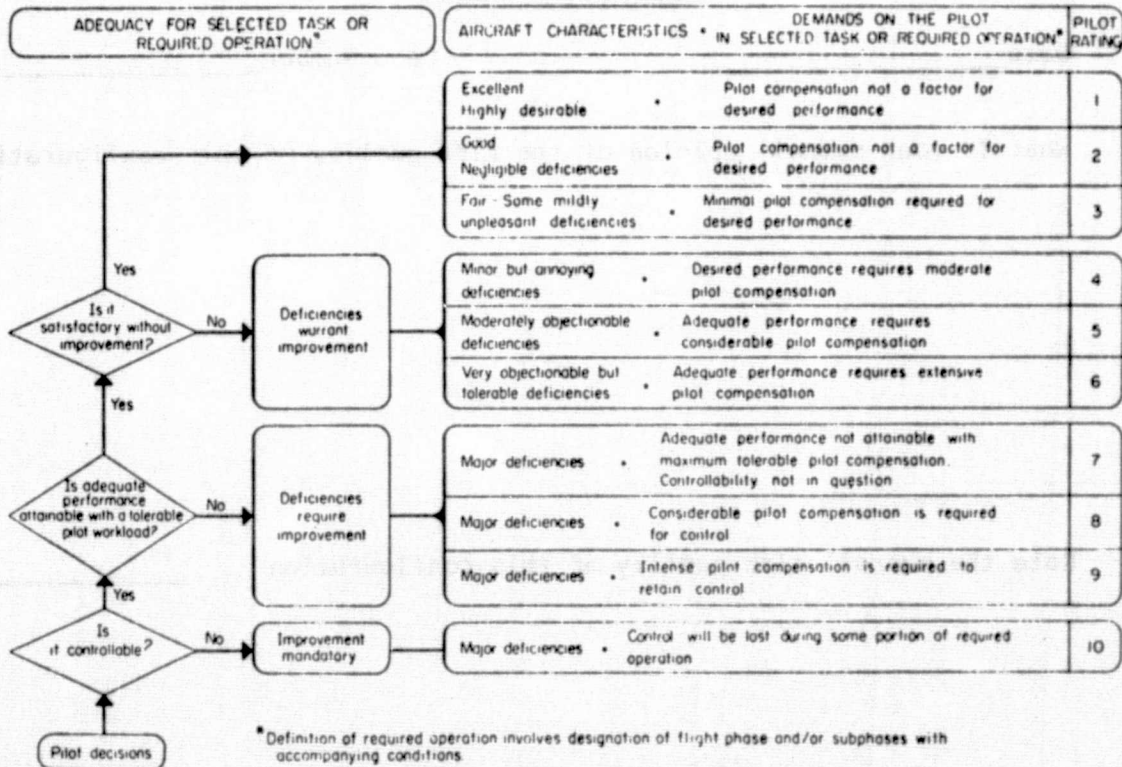 ADEQUACY FOR SELECTED TASK OR
REQUIRED OPERATION*
AIRCRAFT CHARACTERISTICS •
DEMANDS ON THE PILOT
IN SELECTED TASK OR REQUIRED OPERATION*
PILOT
RATING
Excellent
Highly desirable
•
Pilot compensation not a factor for
desired performance
1
Good
Negligible deficiencies
•
Pilot compensation not a factor for
desired performance
2
Fair - Some mildly
unpleasant deficiencies
•
Minimal pilot compensation required for
desired performance
3
Yes
Is it
satisfactory without
improvement?
No
Deficiencies
warrant
improvement
Minor but annoying
deficiencies
•
Desired performance requires moderate
pilot compensation
4
Moderately objectionable
deficiencies
•
Adequate performance requires
considerable pilot compensation
5
Very objectionable but
tolerable deficiencies
•
Adequate performance requires extensive
pilot compensation
6
Yes
Is adequate
performance
attainable with a tolerable
pilot workload?
No
Deficiencies
require
improvement
Major deficiencies
•
Adequate performance not attainable with
maximum tolerable pilot compensation.
Controllability not in question
7
Major deficiencies
•
Considerable pilot compensation is required
for control
8
Major deficiencies
•
Intense pilot compensation is required to
retain control
9
Yes
Is
it controllable?
No
Improvement
mandatory
Major deficiencies
•
Control will be lost during some portion of required
operation
10
Pilot decisions
*Definition of required operation involves designation of flight phase and/or subphases with
accompanying conditions.